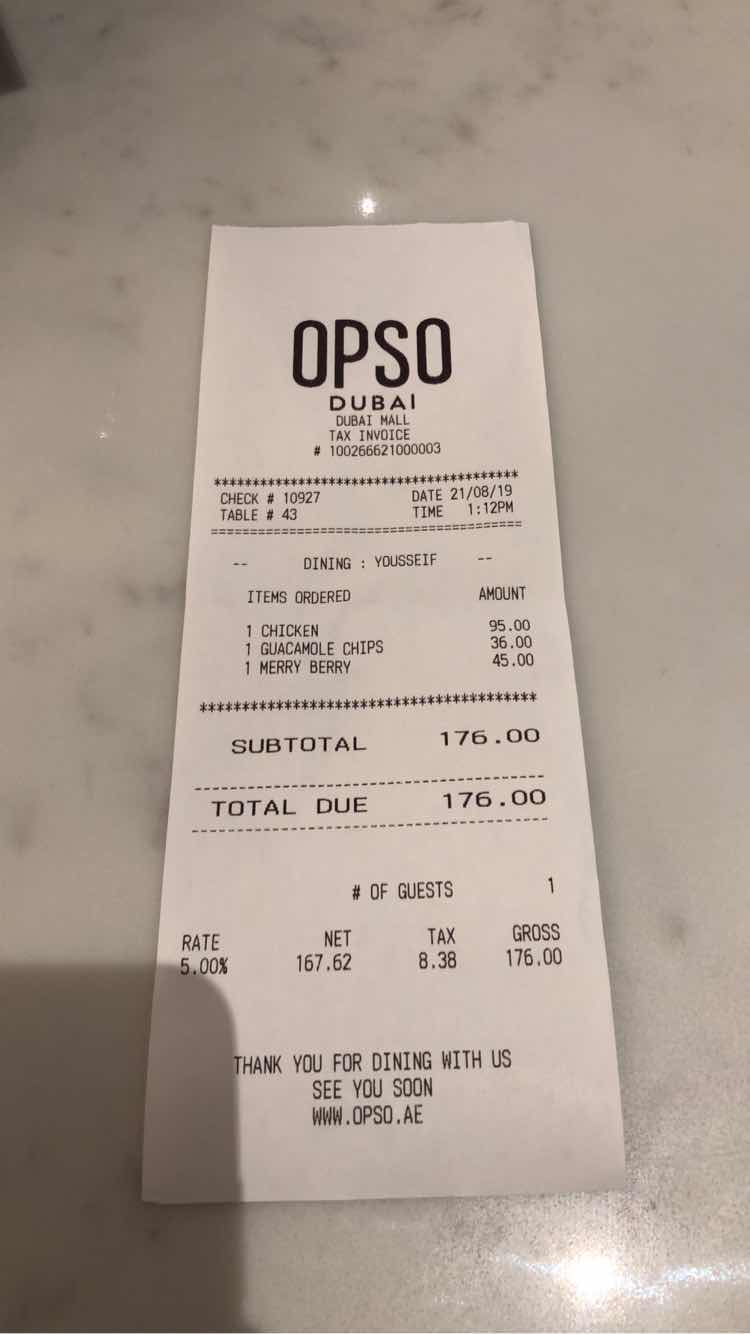 OPSO
DUBAI
DUBAI MALL
TAX INVOICE
# 100266621000003
******************************************
CHECK # 10927 DATE 21/08/19
TABLE # 43 TIME 1:12PM
==========================================
-- DINING : YOUSSEIF --
ITEMS ORDERED AMOUNT
1 CHICKEN 95.00
1 GUACAMOLE CHIPS 36.00
1 MERRY BERRY 45.00
******************************************
SUBTOTAL 176.00
------------------------------------------
TOTAL DUE 176.00
------------------------------------------
# OF GUESTS 1
RATE NET TAX GROSS
5.00% 167.62 8.38 176.00
THANK YOU FOR DINING WITH US
SEE YOU SOON
WWW.OPSO.AE